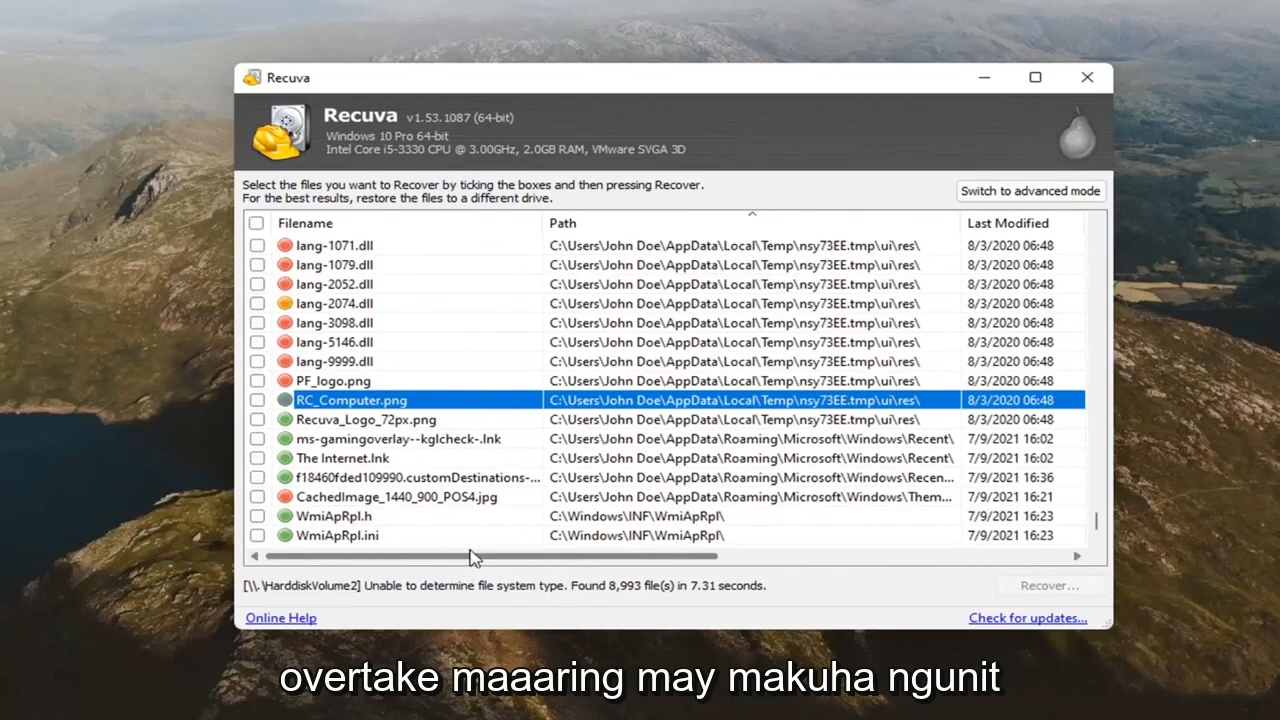 Recuva
Recuva v1.53.1087 (64-bit)
Windows 10 Pro 64-bit
Intel Core i5-3330 CPU @ 3.00GHz, 2.0GB RAM, VMware SVGA 3D
Select the files you want to Recover by ticking the boxes and then pressing Recover.
For the best results, restore the files to a different drive.
Switch to advanced mode
Filename Path Last Modified
lang-1071.dll C:\Users\John Doe\AppData\Local\Temp\nsy73EE.tmp\ui\res\ 8/3/2020 06:48
lang-1079.dll C:\Users\John Doe\AppData\Local\Temp\nsy73EE.tmp\ui\res\ 8/3/2020 06:48
lang-2052.dll C:\Users\John Doe\AppData\Local\Temp\nsy73EE.tmp\ui\res\ 8/3/2020 06:48
lang-2074.dll C:\Users\John Doe\AppData\Local\Temp\nsy73EE.tmp\ui\res\ 8/3/2020 06:48
lang-3098.dll C:\Users\John Doe\AppData\Local\Temp\nsy73EE.tmp\ui\res\ 8/3/2020 06:48
lang-5146.dll C:\Users\John Doe\AppData\Local\Temp\nsy73EE.tmp\ui\res\ 8/3/2020 06:48
lang-9999.dll C:\Users\John Doe\AppData\Local\Temp\nsy73EE.tmp\ui\res\ 8/3/2020 06:48
PF_logo.png C:\Users\John Doe\AppData\Local\Temp\nsy73EE.tmp\ui\res\ 8/3/2020 06:48
RC_Computer.png C:\Users\John Doe\AppData\Local\Temp\nsy73EE.tmp\ui\res\ 8/3/2020 06:48
Recuva_Logo_72px.png C:\Users\John Doe\AppData\Local\Temp\nsy73EE.tmp\ui\res\ 8/3/2020 06:48
ms-gamingoverlay--kglcheck-.lnk C:\Users\John Doe\AppData\Roaming\Microsoft\Windows\Recent\ 7/9/2021 16:02
The Internet.lnk C:\Users\John Doe\AppData\Roaming\Microsoft\Windows\Recent\ 7/9/2021 16:02
f18460fded109990.customDestinations-... C:\Users\John Doe\AppData\Roaming\Microsoft\Windows\Recen... 7/9/2021 16:36
CachedImage_1440_900_POS4.jpg C:\Users\John Doe\AppData\Roaming\Microsoft\Windows\Them... 7/9/2021 16:21
WmiApRpl.h C:\Windows\INF\WmiApRpl\ 7/9/2021 16:23
WmiApRpl.ini C:\Windows\INF\WmiApRpl\ 7/9/2021 16:23
[\\.\HarddiskVolume2] Unable to determine file system type. Found 8,993 file(s) in 7.31 seconds.
Recover...
Online Help
Check for updates...
overtake maaaring may makuha ngunit